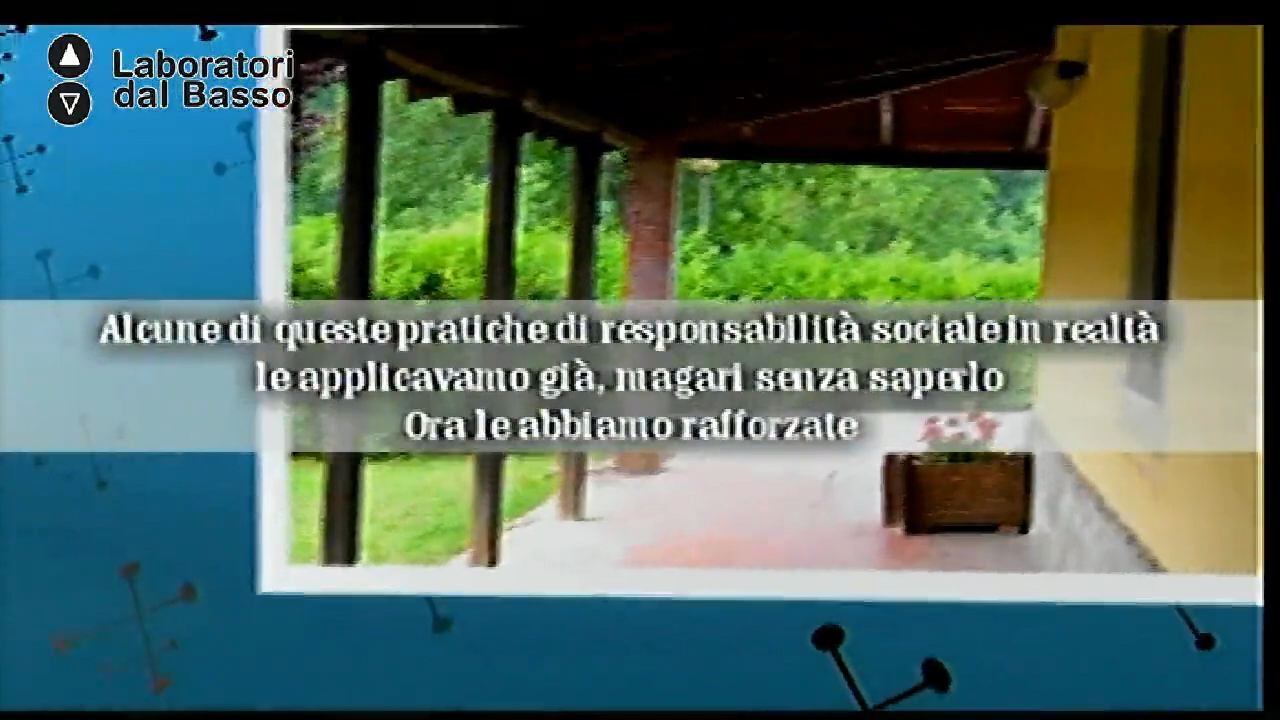 Laboratori
dal Basso
Alcune di queste pratiche di responsabilità sociale in realtà
le applicavamo già, magari senza saperlo
Ora le abbiamo rafforzate